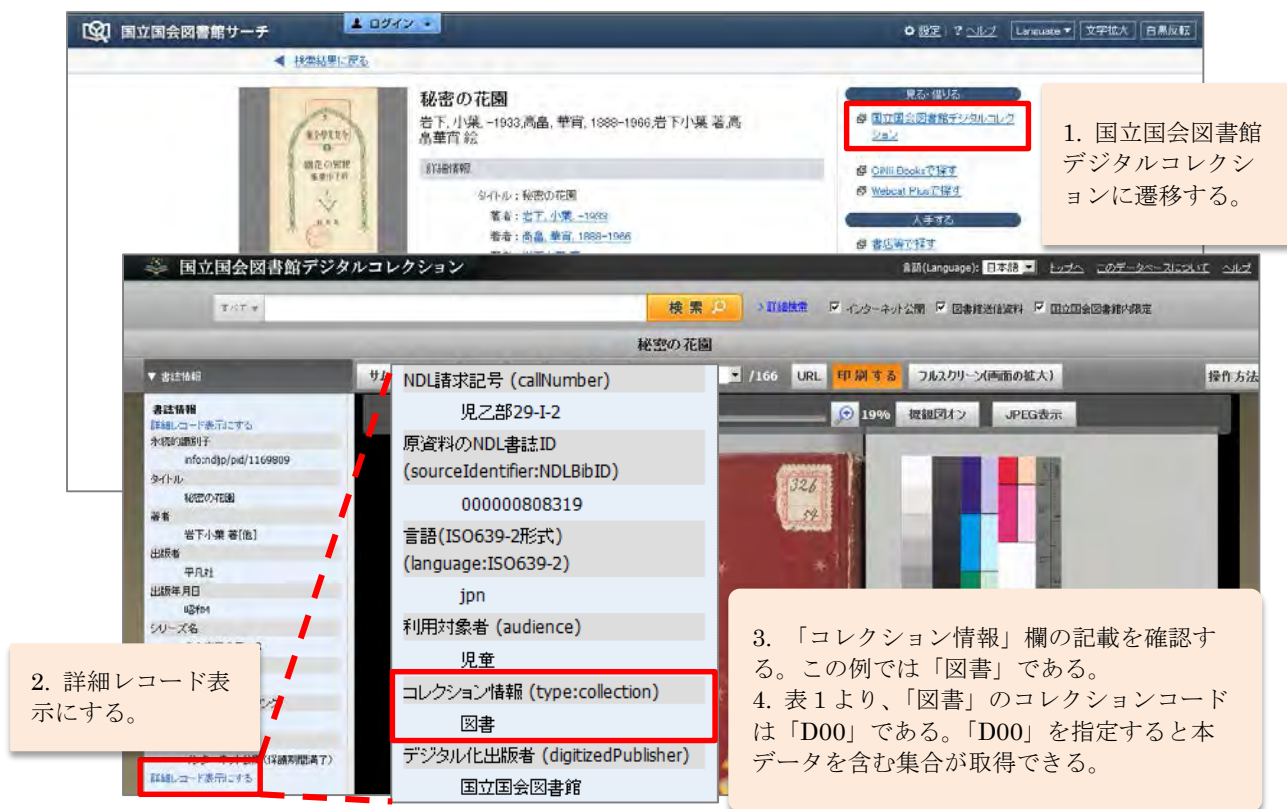 国立国会図書館サーチ
ログイン
設定 ? ヘルプ Language 文字拡大 白黒反転
検索結果に戻る
秘密の花園
岩下, 小葉, -1933,高畠, 華宵, 1888-1966,岩下小葉 著,高
畠華宵 絵
詳細情報
タイトル：秘密の花園
著者：岩下, 小葉, -1933
著者：高畠, 華宵, 1888-1966
見る・借りる
国立国会図書館デジタルコレク
ション
CiNii Booksで探す
Webcat Plusで探す
入手する
書店等で探す
1. 国立国会図書館
デジタルコレクシ
ョンに遷移する。
国立国会図書館デジタルコレクション
言語(Language): 日本語 トップへ このデータベースについて ヘルプ
すべて
検索
詳細検索
インターネット公開 図書館送信資料 国立国会図書館内限定
秘密の花園
書誌情報
/166 URL 印刷する フルスクリーン(画面の拡大) 操作方法
19% 概観図オン JPEG表示
書誌情報
詳細レコード表示にする
永続的識別子
info:ndljp/pid/1169809
タイトル
秘密の花園
著者
岩下小葉 著[他]
出版者
平凡社
出版年月日
昭和4
シリーズ名
詳細レコード表示にする
NDL請求記号 (callNumber)
児乙部29-I-2
原資料のNDL書誌ID
(sourceIdentifier:NDLBibID)
000000808319
言語(ISO639-2形式)
(language:ISO639-2)
jpn
利用対象者 (audience)
児童
コレクション情報 (type:collection)
図書
デジタル化出版者 (digitizedPublisher)
国立国会図書館
326
54
2. 詳細レコード表
示にする。
3. 「コレクション情報」欄の記載を確認す
る。この例では「図書」である。
4. 表１より、「図書」のコレクションコード
は「D00」である。「D00」を指定すると本
データを含む集合が取得できる。